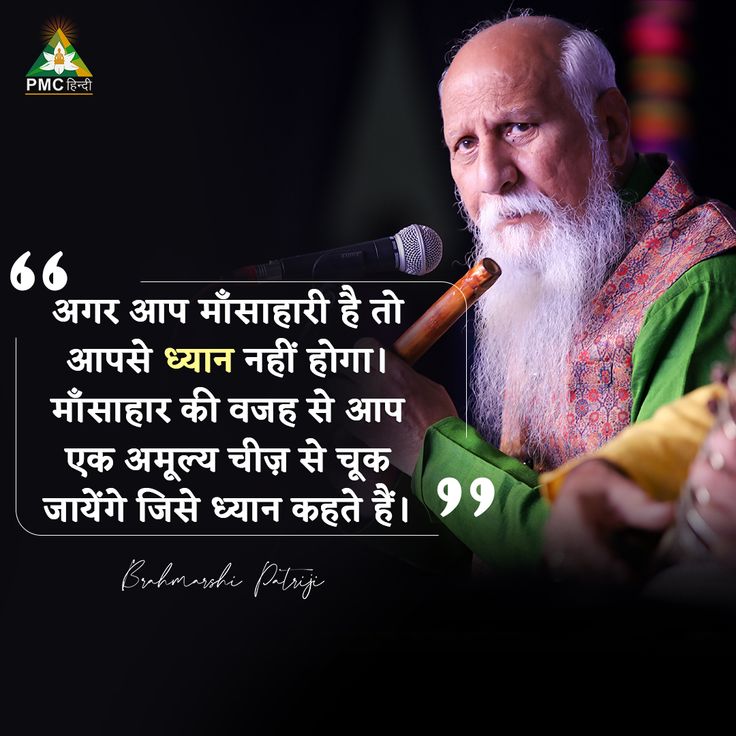 PMC हिन्दी
“
अगर आप माँसाहारी है तो
आपसे ध्यान नहीं होगा।
माँसाहार की वजह से आप
एक अमूल्य चीज़ से चूक
जायेंगे जिसे ध्यान कहते हैं।
”
Brahmarshi Patriji